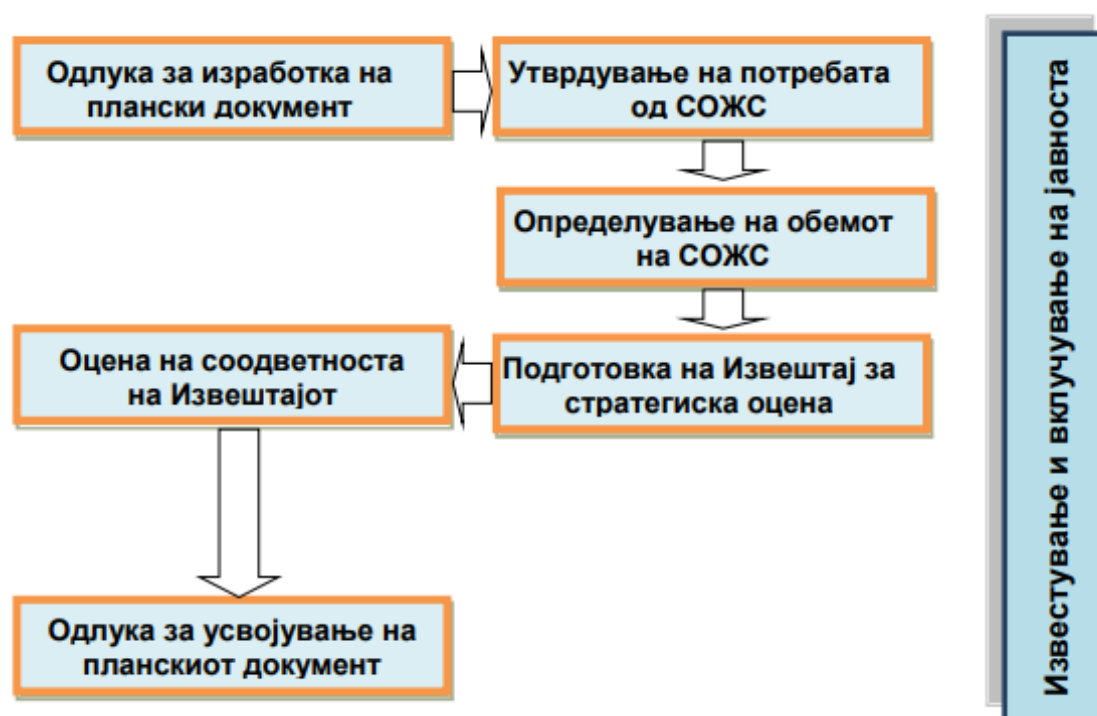 Одлука за изработка на
плански документ
Утврдување на потребата
од СОЖС
Определување на обемот
на СОЖС
Подготовка на Извештај за
стратегиска оцена
Оцена на соодветноста
на Извештајот
Одлука за усвојување на
планскиот документ
Известување и вклучување на јавноста